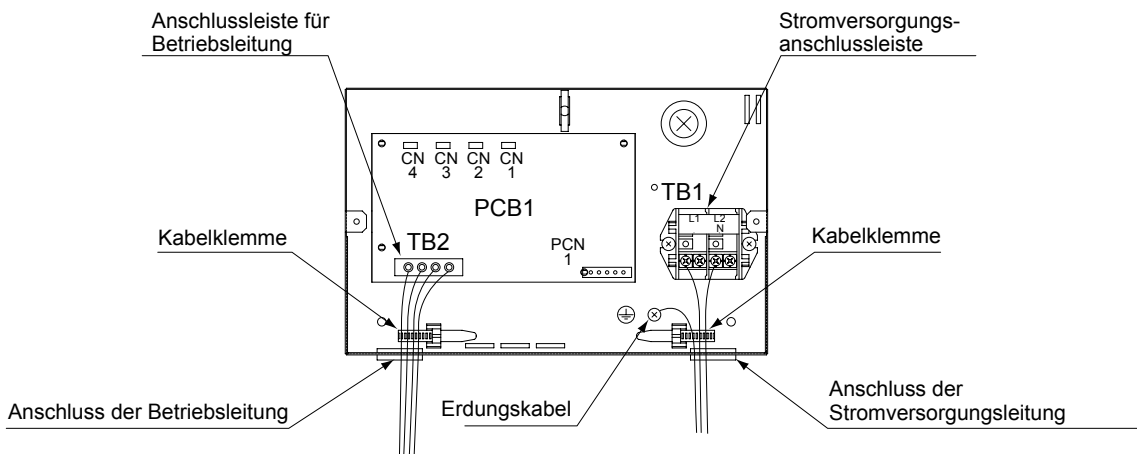 Anschlussleiste für
Betriebsleitung
Stromversorgungs-
anschlussleiste
CN
4
CN
3
CN
2
CN
1
PCB1
TB1
L1
L2
N
TB2
PCN
1
Kabelklemme
Kabelklemme
Anschluss der Betriebsleitung
Erdungskabel
Anschluss der
Stromversorgungsleitung